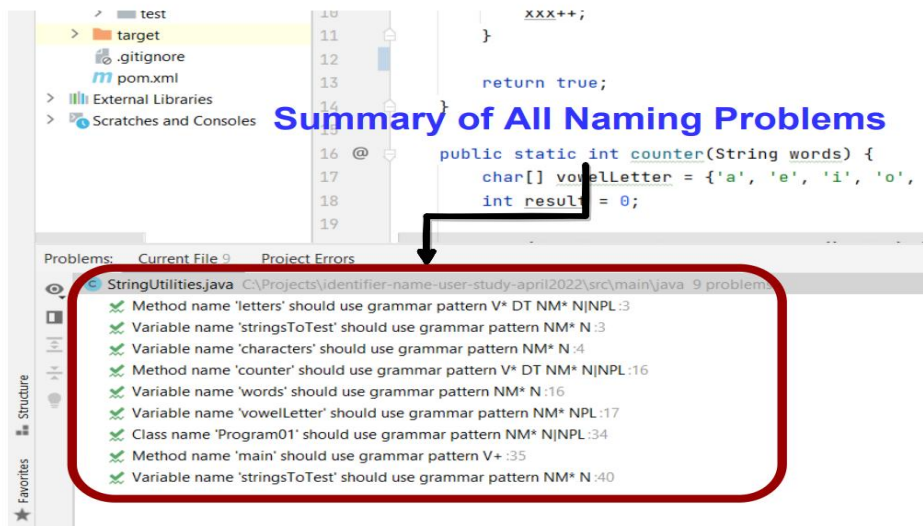 test
target
.gitignore
m pom.xml
External Libraries
Scratches and Consoles
10 xxx++;
11 }
12
13 return true;
14 }
Summary of All Naming Problems
16 @ public static int counter(String words) {
17 char[] vowelLetter = {'a', 'e', 'i', 'o',
18 int result = 0;
19
Problems: Current File 9 Project Errors
C StringUtilities.java C:\Projects\identifier-name-user-study-april2022\src\main\java 9 problems
Method name 'letters' should use grammar pattern V* DT NM* N|NPL :3
Variable name 'stringsToTest' should use grammar pattern NM* N :3
Variable name 'characters' should use grammar pattern NM* N :4
Method name 'counter' should use grammar pattern V* DT NM* N|NPL :16
Variable name 'words' should use grammar pattern NM* N :16
Variable name 'vowelLetter' should use grammar pattern NM* NPL :17
Class name 'Program01' should use grammar pattern NM* N|NPL :34
Method name 'main' should use grammar pattern V+ :35
Variable name 'stringsToTest' should use grammar pattern NM* N :40
Structure
Favorites